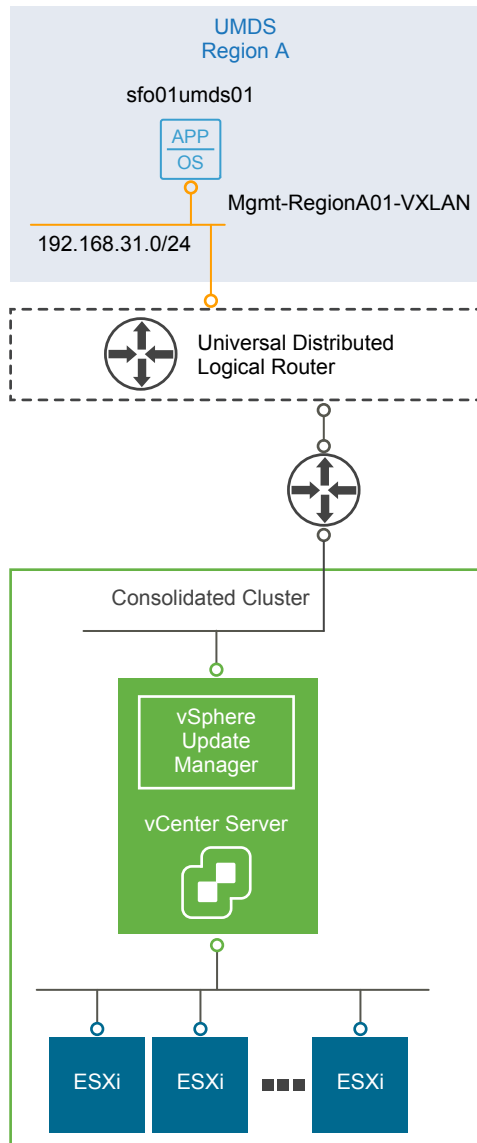 UMDS
Region A
sfo01umds01
APP
OS
Mgmt-RegionA01-VXLAN
192.168.31.0/24
Universal Distributed
Logical Router
Consolidated Cluster
vSphere
Update
Manager
vCenter Server
ESXi
ESXi
ESXi